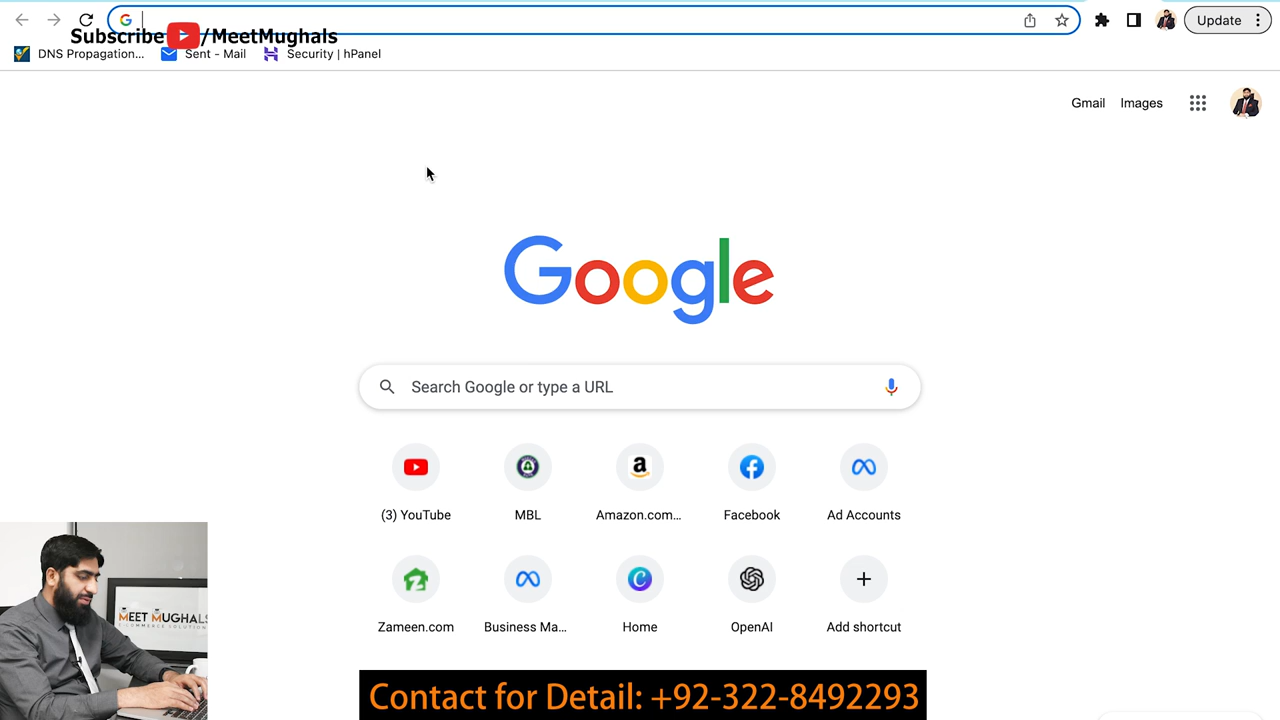 Update
Subscribe /MeetMughals
DNS Propagation... Sent - Mail Security | hPanel
Gmail Images
Google
Search Google or type a URL
(3) YouTube MBL Amazon.com... Facebook Ad Accounts
Zameen.com Business Ma... Home OpenAI Add shortcut
MEET MUGHALS
Contact for Detail: +92-322-8492293